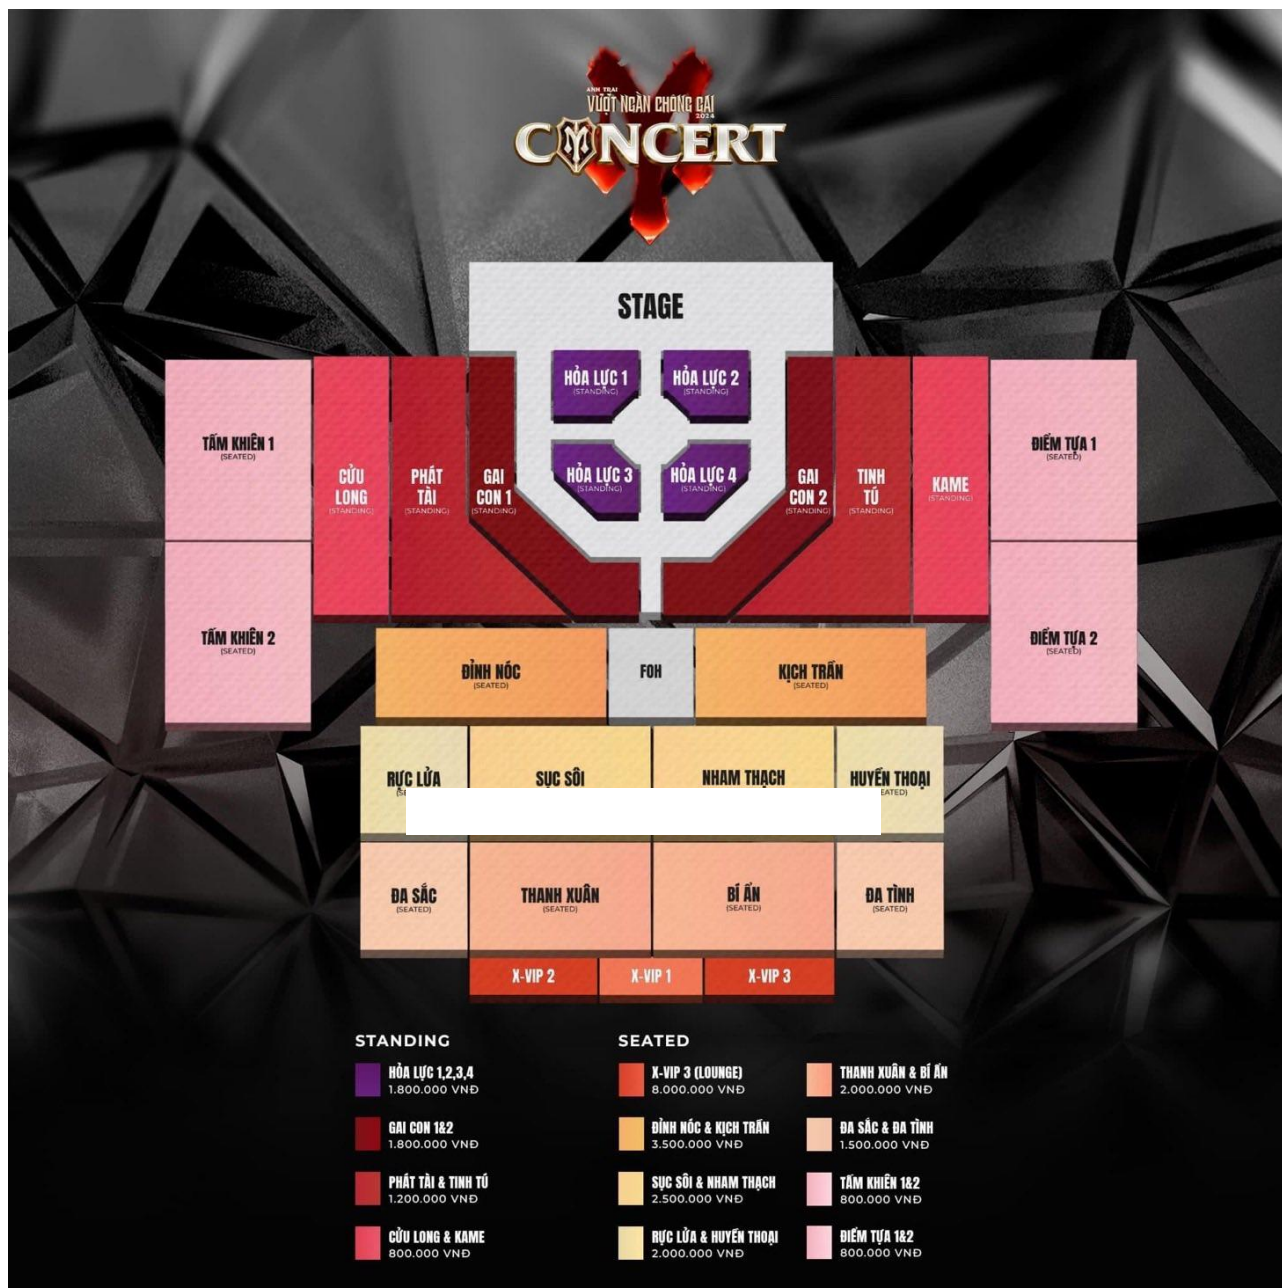 ANH TRAI
VƯỢT NGÀN CHÔNG GAI
2024
CONCERT
STAGE
HỎA LỰC 1
(STANDING)
HỎA LỰC 2
(STANDING)
HỎA LỰC 3
(STANDING)
HỎA LỰC 4
(STANDING)
TẤM KHIÊN 1
(SEATED)
CỬU
LONG
(STANDING)
PHÁT
TÀI
(STANDING)
GAI
CON 1
(STANDING)
GAI
CON 2
(STANDING)
TINH
TÚ
(STANDING)
KAME
(STANDING)
ĐIỂM TỰA 1
(SEATED)
TẤM KHIÊN 2
(SEATED)
ĐIỂM TỰA 2
(SEATED)
ĐỈNH NÓC
(SEATED)
FOH
KỊCH TRẦN
(SEATED)
RỰC LỬA
SỤC SÔI
NHAM THẠCH
HUYỀN THOẠI
ĐA SẮC
(SEATED)
THANH XUÂN
(SEATED)
BÍ ẨN
(SEATED)
ĐA TÌNH
(SEATED)
X-VIP 2
X-VIP 1
X-VIP 3
STANDING
HỎA LỰC 1,2,3,4
1.800.000 VNĐ
GAI CON 1&2
1.800.000 VNĐ
PHÁT TÀI & TINH TÚ
1.200.000 VNĐ
CỬU LONG & KAME
800.000 VNĐ
SEATED
X-VIP 3 (LOUNGE)
8.000.000 VNĐ
ĐỈNH NÓC & KỊCH TRẦN
3.500.000 VNĐ
SỤC SÔI & NHAM THẠCH
2.500.000 VNĐ
RỰC LỬA & HUYỀN THOẠI
2.000.000 VNĐ
THANH XUÂN & BÍ ẨN
2.000.000 VNĐ
ĐA SẮC & ĐA TÌNH
1.500.000 VNĐ
TẤM KHIÊN 1&2
800.000 VNĐ
ĐIỂM TỰA 1&2
800.000 VNĐ